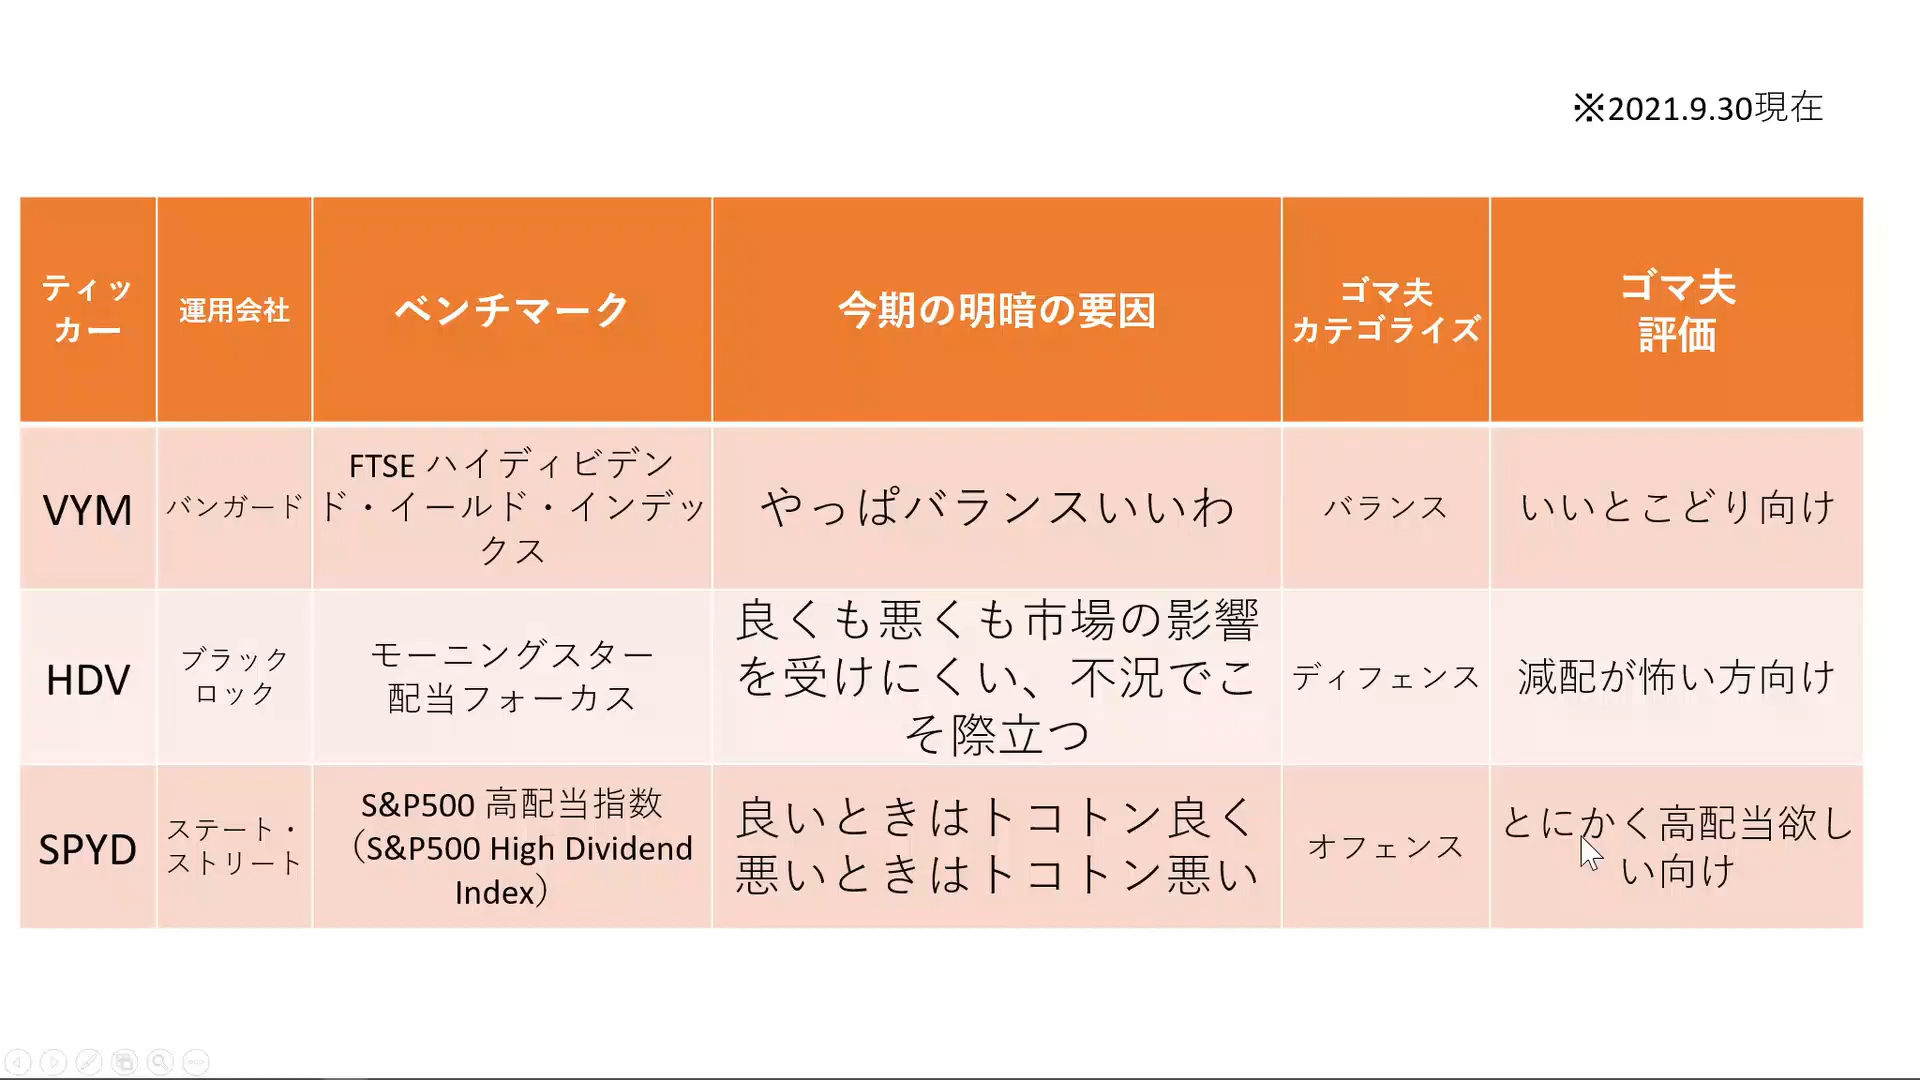 ※2021.9.30現在
ティッ
カー
運用会社
ベンチマーク
今期の明暗の要因
ゴマ夫
カテゴライズ
ゴマ夫
評価
VYM
バンガード
FTSE ハイディビデン
ド・イールド・インデッ
クス
やっぱバランスいいわ
バランス
いいとこどり向け
HDV
ブラック
ロック
モーニングスター
配当フォーカス
良くも悪くも市場の影響
を受けにくい、不況でこ
そ際立つ
ディフェンス
減配が怖い方向け
SPYD
ステート・
ストリート
S&P500 高配当指数
（S&P500 High Dividend
Index）
良いときはトコトン良く
悪いときはトコトン悪い
オフェンス
とにかく高配当欲し
い向け